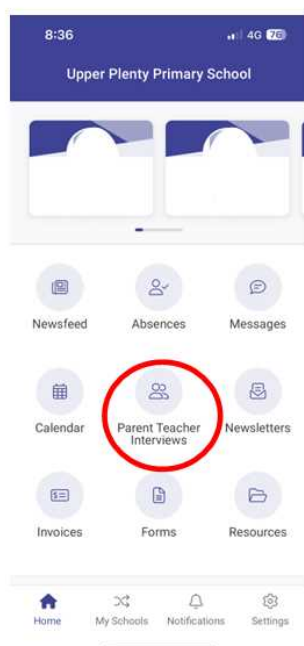 8:36
4G 76
Upper Plenty Primary School
Newsfeed
Absences
Messages
Calendar
Parent Teacher
Interviews
Newsletters
Invoices
Forms
Resources
Home
My Schools
Notifications
Settings